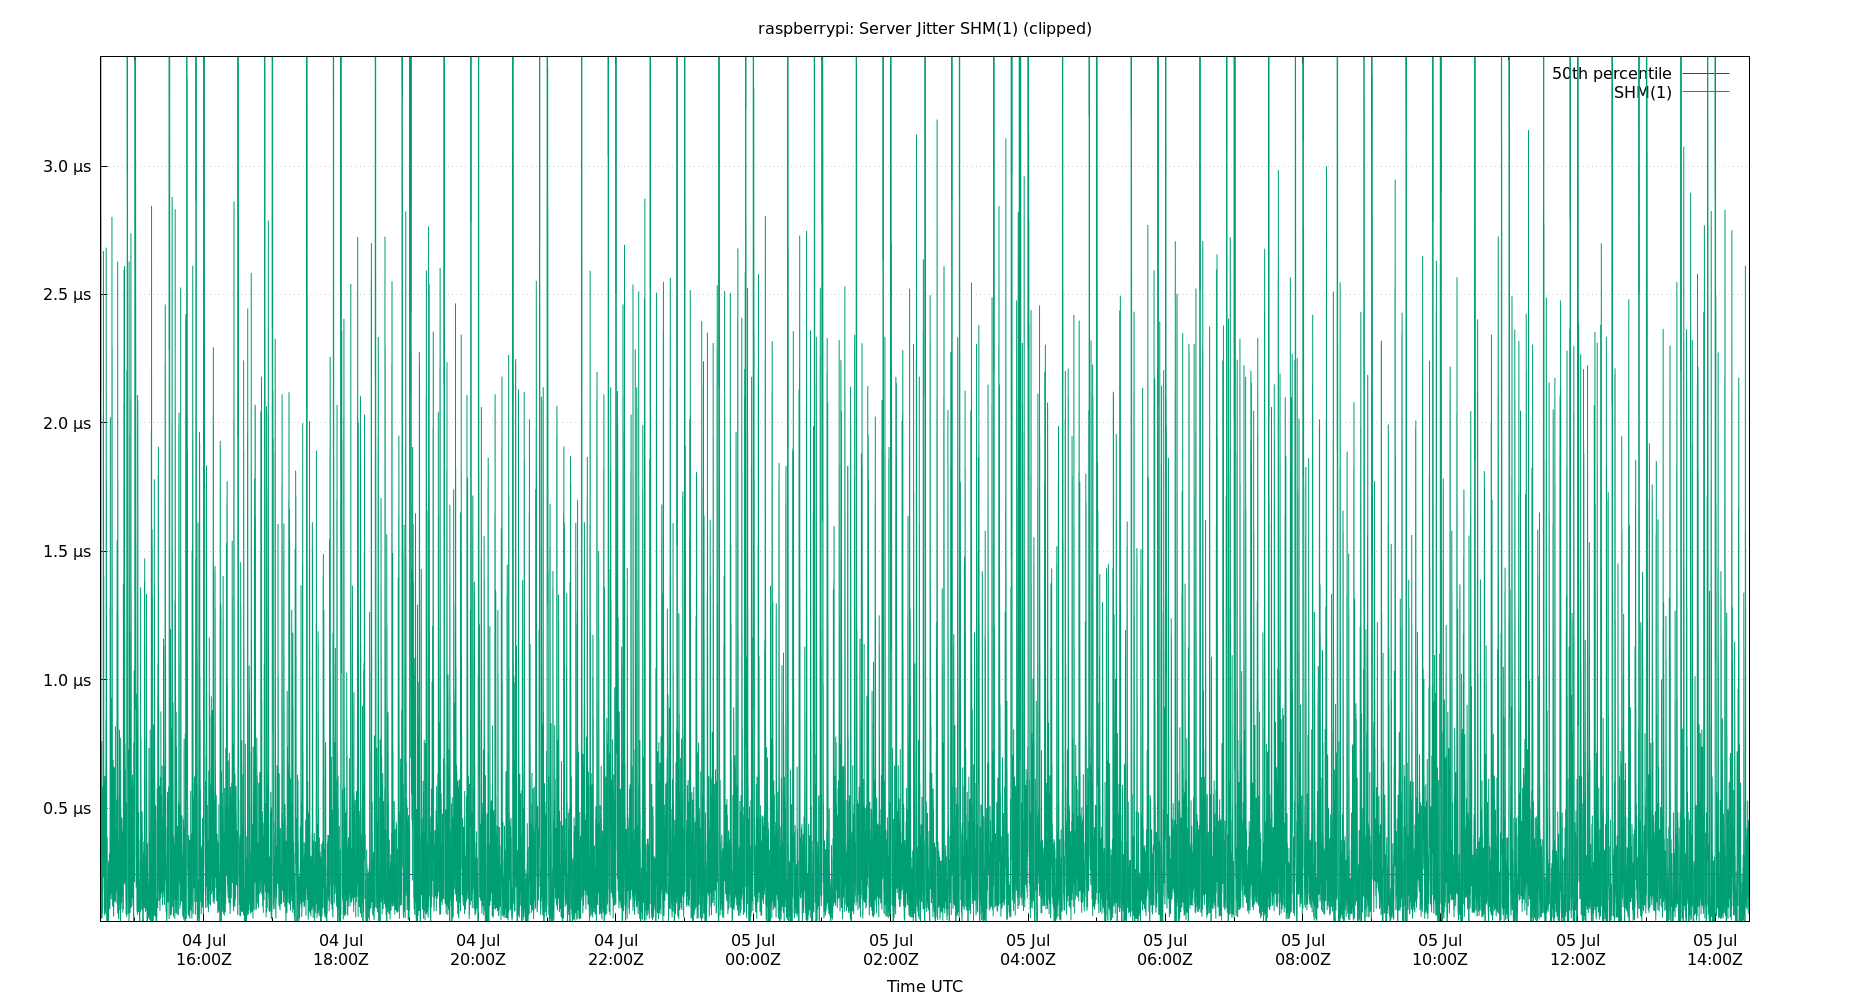 raspberrypi: Server Jitter SHM(1) (clipped)
50th percentile
SHM(1)
3.0 µs
2.5 µs
2.0 µs
1.5 µs
1.0 µs
0.5 µs
04 Jul 04 Jul 04 Jul 04 Jul 05 Jul 05 Jul 05 Jul 05 Jul 05 Jul 05 Jul 05 Jul 05 Jul
16:00Z 18:00Z 20:00Z 22:00Z 00:00Z 02:00Z 04:00Z 06:00Z 08:00Z 10:00Z 12:00Z 14:00Z
Time UTC